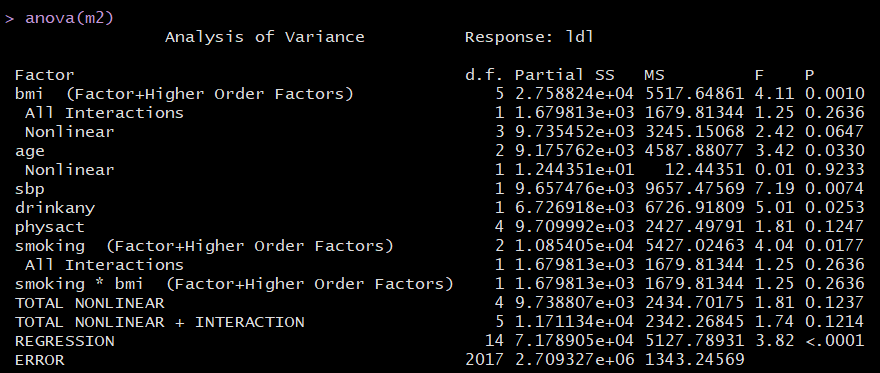 > anova(m2)
Analysis of Variance Response: ldl
Factor d.f. Partial SS MS F P
bmi (Factor+Higher Order Factors) 5 2.758824e+04 5517.64861 4.11 0.0010
All Interactions 1 1.679813e+03 1679.81344 1.25 0.2636
Nonlinear 3 9.735452e+03 3245.15068 2.42 0.0647
age 2 9.175762e+03 4587.88077 3.42 0.0330
Nonlinear 1 1.244351e+01 12.44351 0.01 0.9233
sbp 1 9.657476e+03 9657.47569 7.19 0.0074
drinkany 1 6.726918e+03 6726.91809 5.01 0.0253
physact 4 9.709992e+03 2427.49791 1.81 0.1247
smoking (Factor+Higher Order Factors) 2 1.085405e+04 5427.02463 4.04 0.0177
All Interactions 1 1.679813e+03 1679.81344 1.25 0.2636
smoking * bmi (Factor+Higher Order Factors) 1 1.679813e+03 1679.81344 1.25 0.2636
TOTAL NONLINEAR 4 9.738807e+03 2434.70175 1.81 0.1237
TOTAL NONLINEAR + INTERACTION 5 1.171134e+04 2342.26845 1.74 0.1214
REGRESSION 14 7.178905e+04 5127.78931 3.82 <.0001
ERROR 2017 2.709327e+06 1343.24569